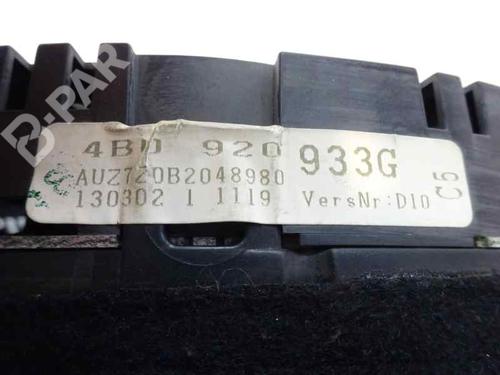 B-PAR
4B0 920 933G
AUZ7Z0B2048980
130302 1 1119 VersNr:D10
C5